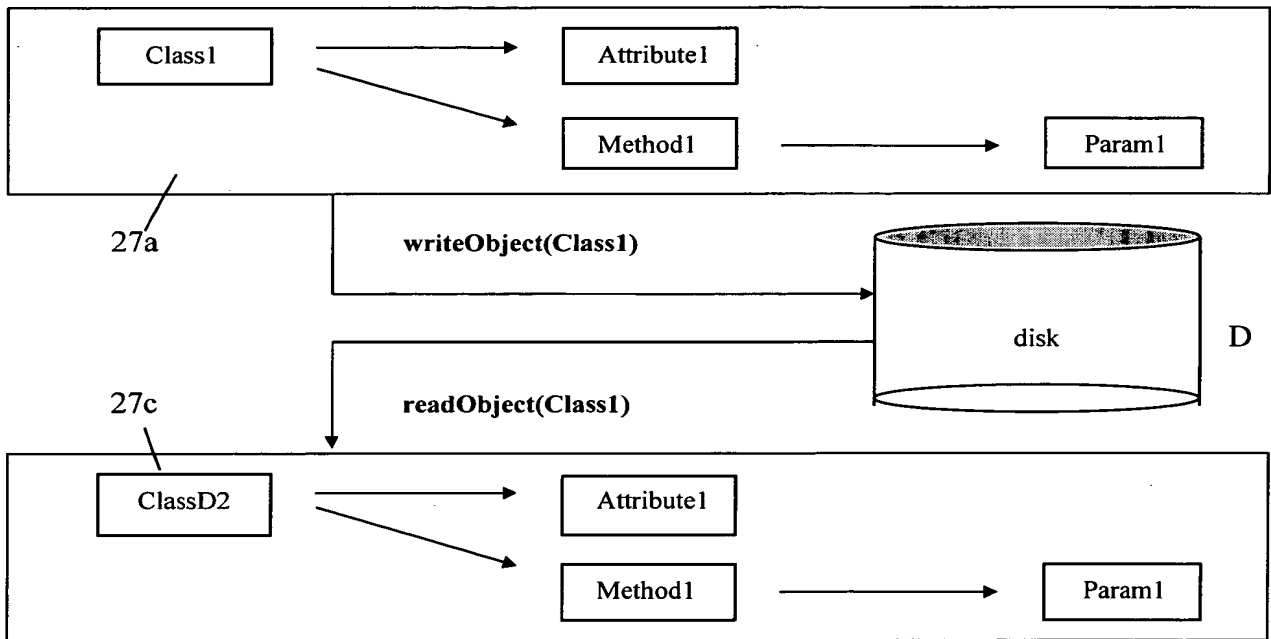 Class1
Attribute1
Method1
Param1
27a
writeObject(Class1)
disk
D
27c
readObject(Class1)
ClassD2
Attribute1
Method1
Param1